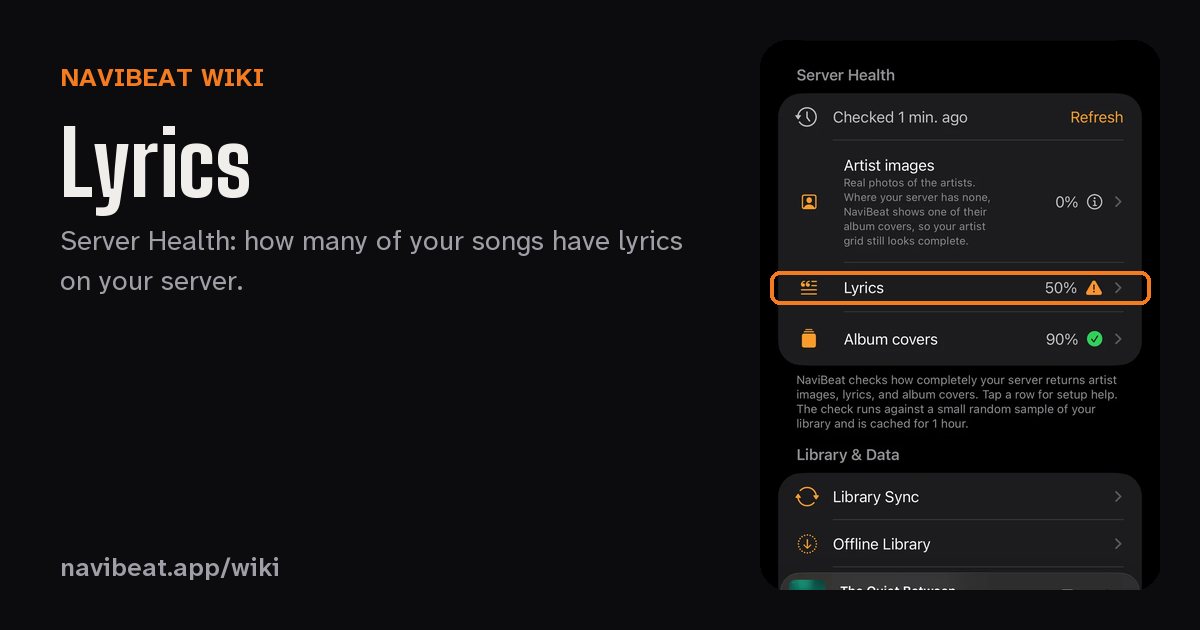 NAVIBEAT WIKI
Lyrics
Server Health: how many of your songs have lyrics
on your server.
navibeat.app/wiki
Server Health
Checked 1 min. ago
Refresh
Artist images
Real photos of the artists.
Where your server has none,
NaviBeat shows one of their
album covers, so your artist
grid still looks complete.
0%
Lyrics
50%
Album covers
90%
NaviBeat checks how completely your server returns artist
images, lyrics, and album covers. Tap a row for setup help.
The check runs against a small random sample of your
library and is cached for 1 hour.
Library & Data
Library Sync
Offline Library
The Quiet Between